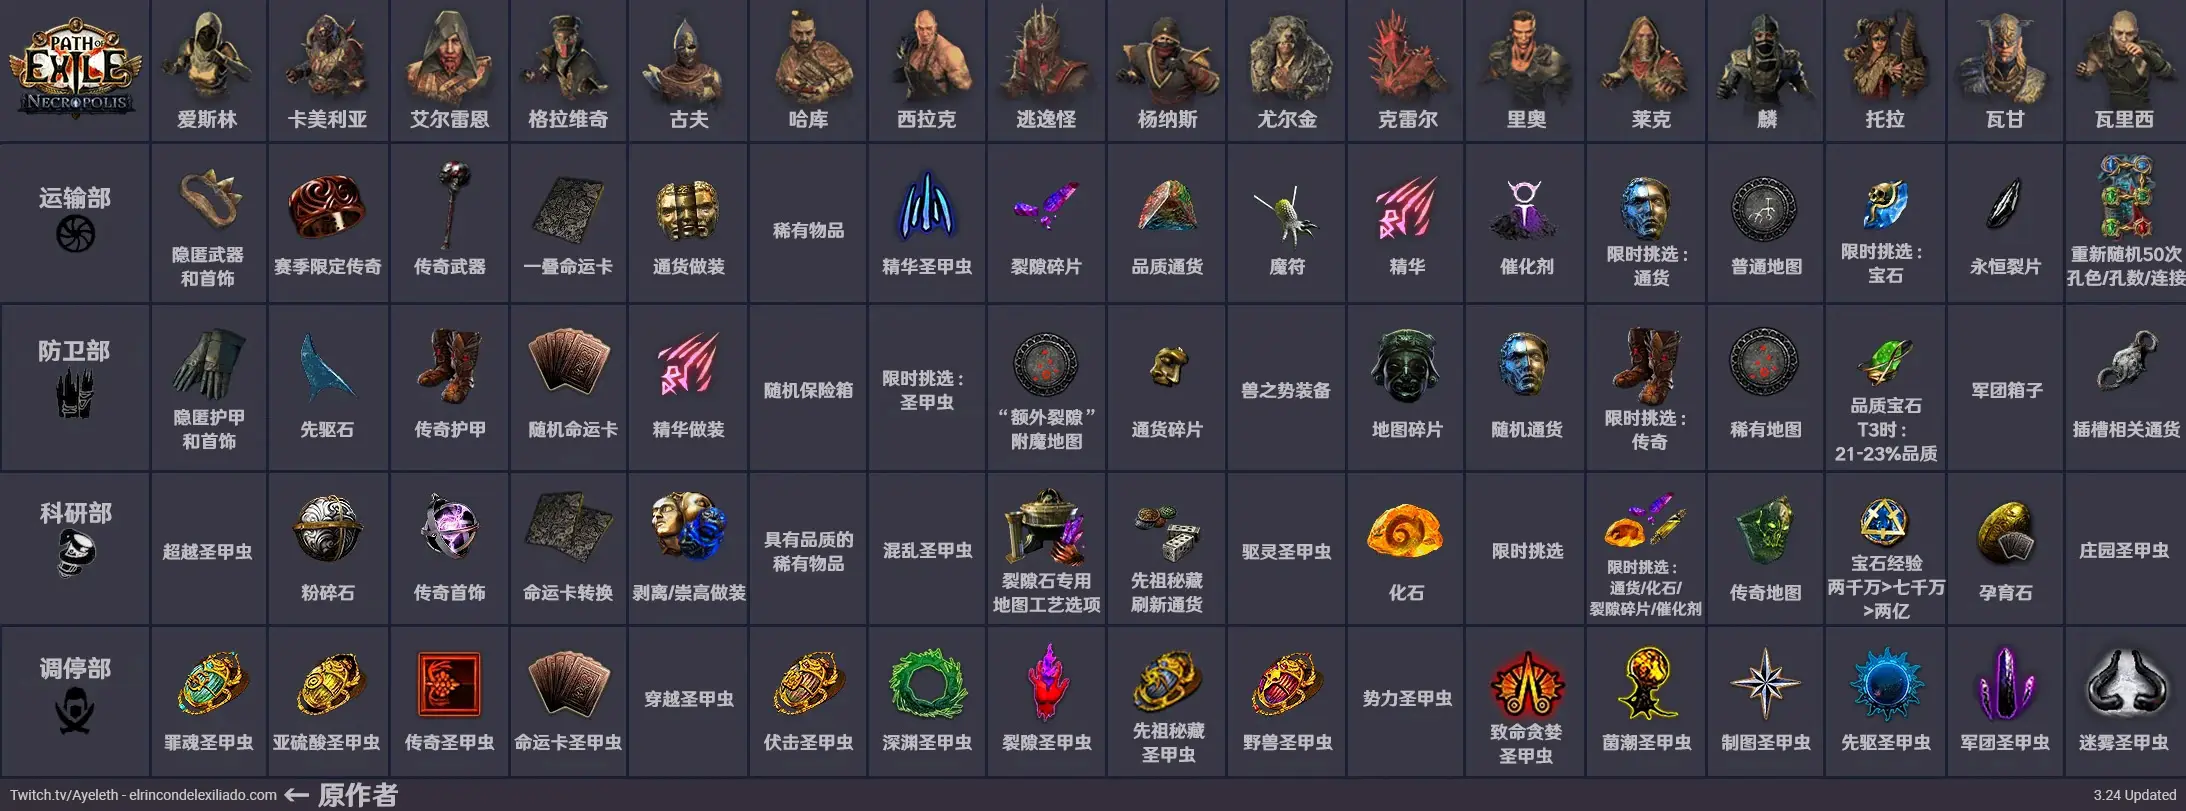 PATH OF
EXILE
NECROPOLIS
爱斯林
卡美利亚
艾尔雷恩
格拉维奇
古夫
哈库
西拉克
逃逸怪
杨纳斯
尤尔金
克雷尔
里奥
莱克
麟
托拉
瓦甘
瓦里西
运输部
隐匿武器
和首饰
赛季限定传奇
传奇武器
一叠命运卡
通货做装
稀有物品
精华圣甲虫
裂隙碎片
品质通货
魔符
精华
催化剂
限时挑选：
通货
普通地图
限时挑选：
宝石
永恒裂片
重新随机50次
孔色/孔数/连接
防卫部
隐匿护甲
和首饰
先驱石
传奇护甲
随机命运卡
精华做装
随机保险箱
限时挑选：
圣甲虫
“额外裂隙”
附魔地图
通货碎片
兽之势装备
地图碎片
随机通货
限时挑选：
传奇
稀有地图
品质宝石
T3时：
21-23%品质
军团箱子
插槽相关通货
科研部
超越圣甲虫
粉碎石
传奇首饰
命运卡转换
剥离/崇高做装
具有品质的
稀有物品
混乱圣甲虫
裂隙石专用
地图工艺选项
先祖秘藏
刷新通货
驱灵圣甲虫
化石
限时挑选
限时挑选：
通货/化石/
裂隙碎片/催化剂
传奇地图
宝石经验
两千万>七千万
>两亿
孕育石
庄园圣甲虫
调停部
罪魂圣甲虫
亚硫酸圣甲虫
传奇圣甲虫
命运卡圣甲虫
穿越圣甲虫
伏击圣甲虫
深渊圣甲虫
裂隙圣甲虫
先祖秘藏
圣甲虫
野兽圣甲虫
势力圣甲虫
致命贪婪
圣甲虫
菌潮圣甲虫
制图圣甲虫
先驱圣甲虫
军团圣甲虫
迷雾圣甲虫
Twitch.tv/Ayeleth - elrincondelexiliado.com ← 原作者
3.24 Updated